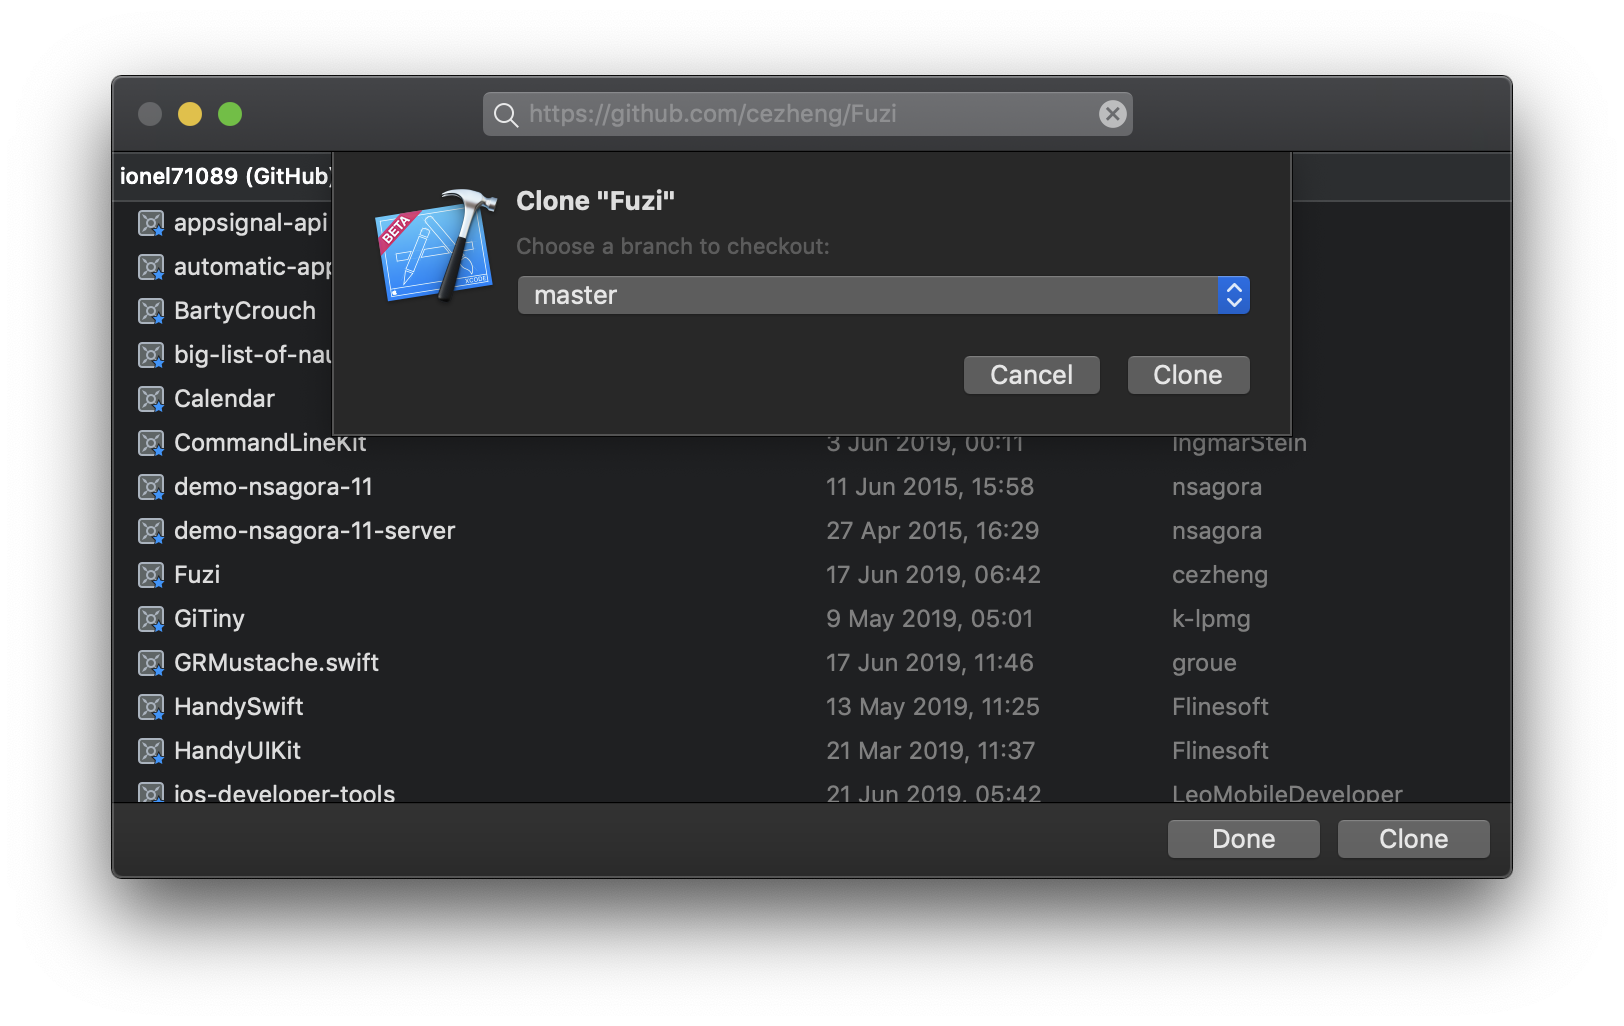 https://github.com/cezheng/Fuzi
ionel71089 (GitHub)
BETA
XCODE
Clone "Fuzi"
Choose a branch to checkout:
master
Cancel Clone
appsignal-api
automatic-app
BartyCrouch
big-list-of-nau
Calendar
CommandLineKit 3 Jun 2019, 00:11 IngmarStein
demo-nsagora-11 11 Jun 2015, 15:58 nsagora
demo-nsagora-11-server 27 Apr 2015, 16:29 nsagora
Fuzi 17 Jun 2019, 06:42 cezheng
GiTiny 9 May 2019, 05:01 k-lpmg
GRMustache.swift 17 Jun 2019, 11:46 groue
HandySwift 13 May 2019, 11:25 Flinesoft
HandyUIKit 21 Mar 2019, 11:37 Flinesoft
ios-developer-tools 21 Jun 2019, 05:42 LeoMobileDeveloper
Done Clone